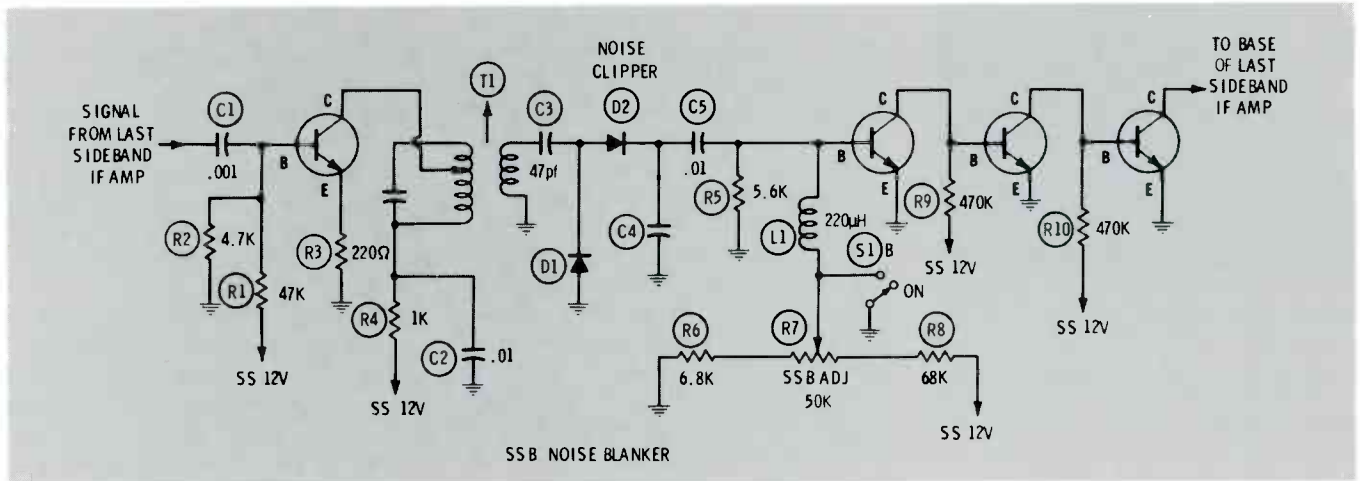 NOISE
CLIPPER
TO BASE
OF LAST
SIDEBAND
IF AMP
SIGNAL
FROM LAST
SIDEBAND
IF AMP
C1
.001
B
C
E
T1
C3
47pf
D2
C5
.01
R2
4.7K
R1
47K
SS 12V
R3
220Ω
R4
1K
SS 12V
C2
.01
D1
C4
R5
5.6K
L1
220µH
S1B
ON
B
C
E
R9
470K
SS 12V
B
C
E
R10
470K
SS 12V
B
C
E
R6
6.8K
R7
SSB ADJ
50K
R8
68K
SS 12V
SSB NOISE BLANKER